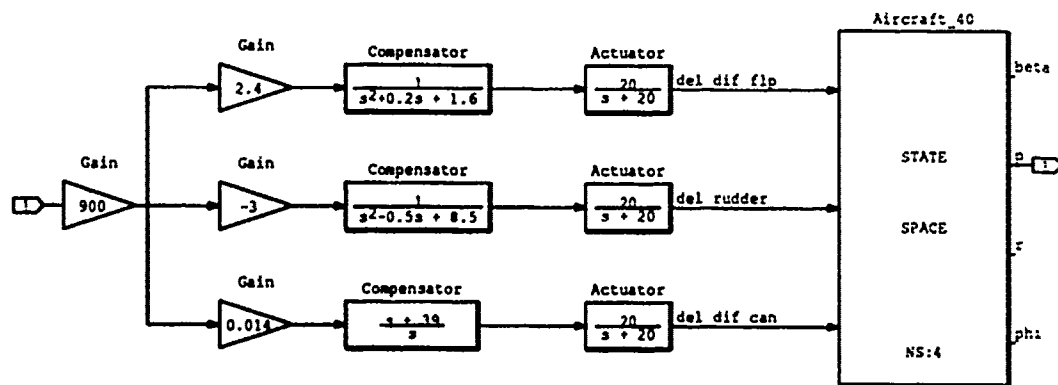 Aircraft_40
Gain
Compensator
Actuator
2.4
1
s²+0.2s + 1.6
20
s + 20
del dif flp
beta
Gain
Gain
Compensator
Actuator
STATE
p
1
1
900
-3
1
s²-0.5s + 8.5
20
s + 20
del rudder
SPACE
r
Gain
Compensator
Actuator
0.014
s + 39
s
20
s + 20
del dif can
NS:4
phi